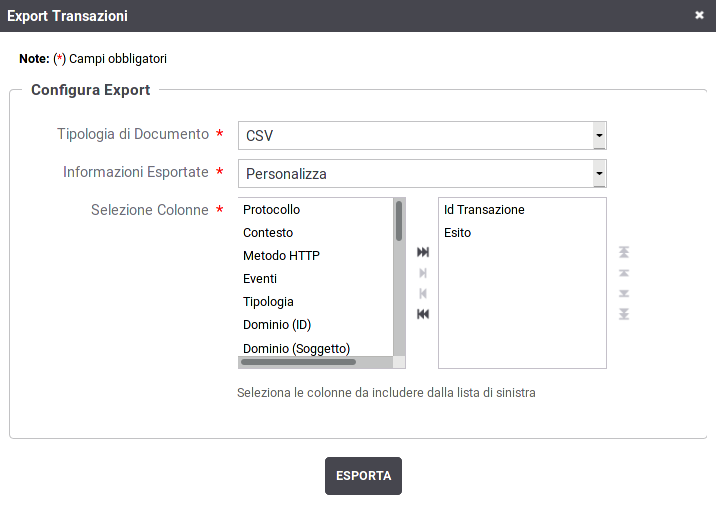 Export Transazioni
Note: (*) Campi obbligatori
Configura Export
Tipologia di Documento * CSV
Informazioni Esportate * Personalizza
Selezione Colonne *
Protocollo
Contesto
Metodo HTTP
Eventi
Tipologia
Dominio (ID)
Dominio (Soggetto)
Id Transazione
Esito
Seleziona le colonne da includere dalla lista di sinistra
ESPORTA